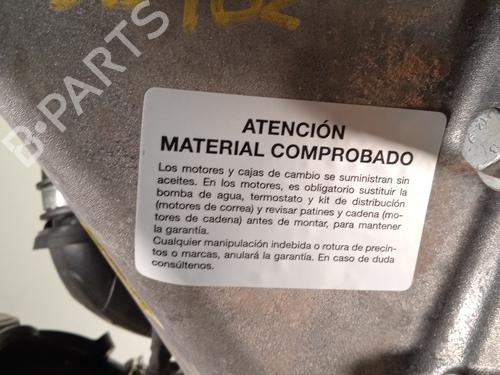 B-PARTS
ATENCIÓN
MATERIAL COMPROBADO
Los motores y cajas de cambio se suministran sin
aceites. En los motores, es obligatorio sustituir la
bomba de agua, termostato y kit de distribución
(motores de correa) y revisar patines y cadena (mo-
tores de cadena) antes de montar, para mantener
la garantía.
Cualquier manipulación indebida o rotura de precin-
tos o marcas, anulará la garantía. En caso de duda
consúltenos.